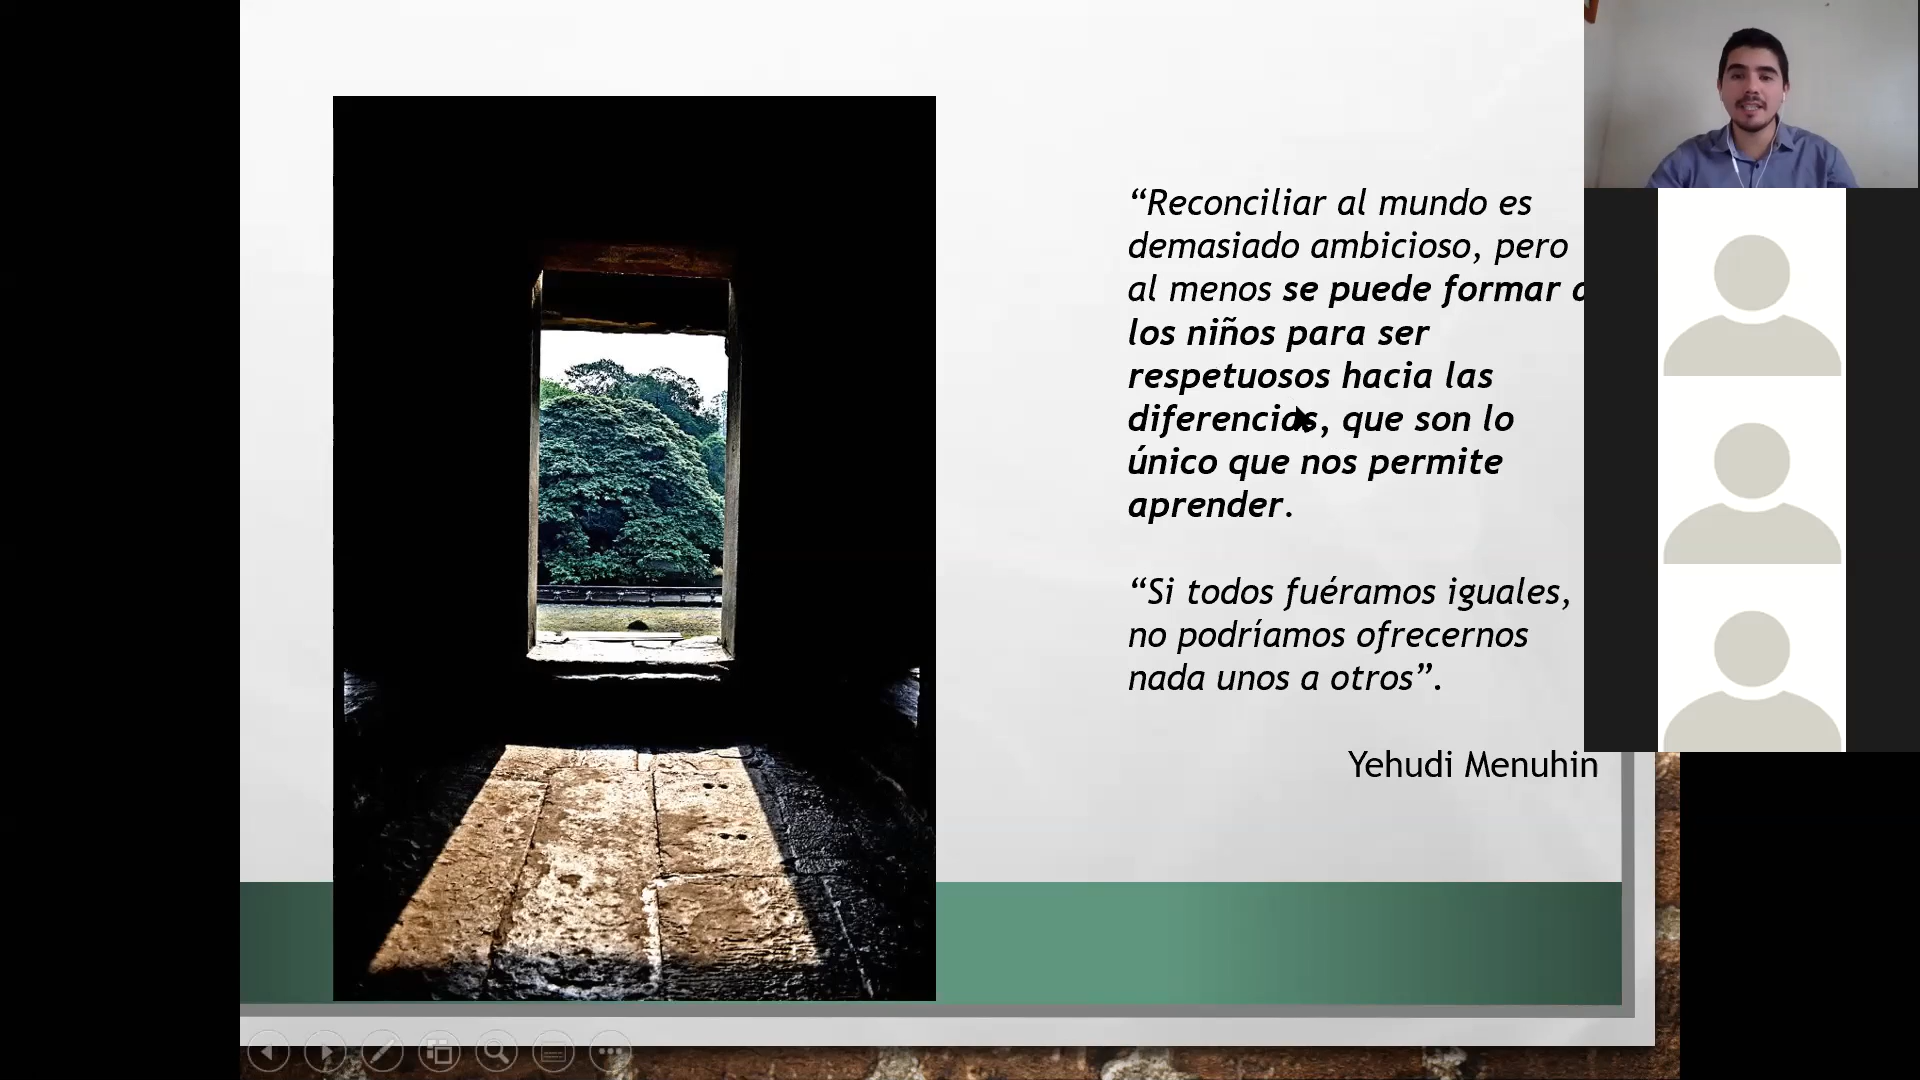 “Reconciliar al mundo es
demasiado ambicioso, pero
al menos se puede formar a
los niños para ser
respetuosos hacia las
diferencias, que son lo
único que nos permite
aprender.
“Si todos fuéramos iguales,
no podríamos ofrecernos
nada unos a otros”.
Yehudi Menuhin